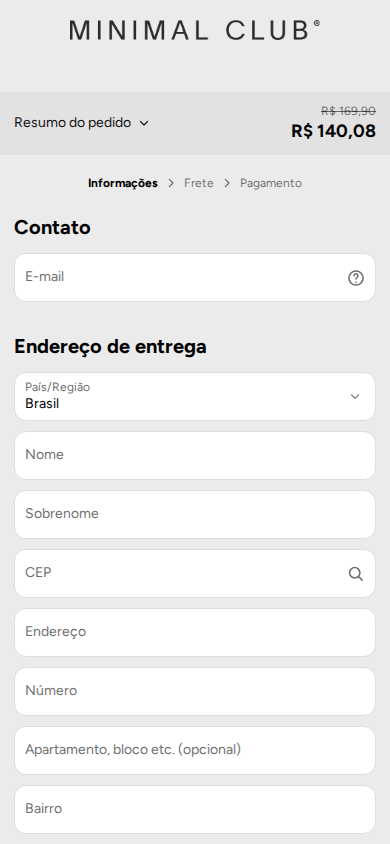 MINIMAL CLUB®
R$ 169,90
Resumo do pedido
R$ 140,08
Informações > Frete > Pagamento
Contato
E-mail
Endereço de entrega
País/Região
Brasil
Nome
Sobrenome
CEP
Endereço
Número
Apartamento, bloco etc. (opcional)
Bairro